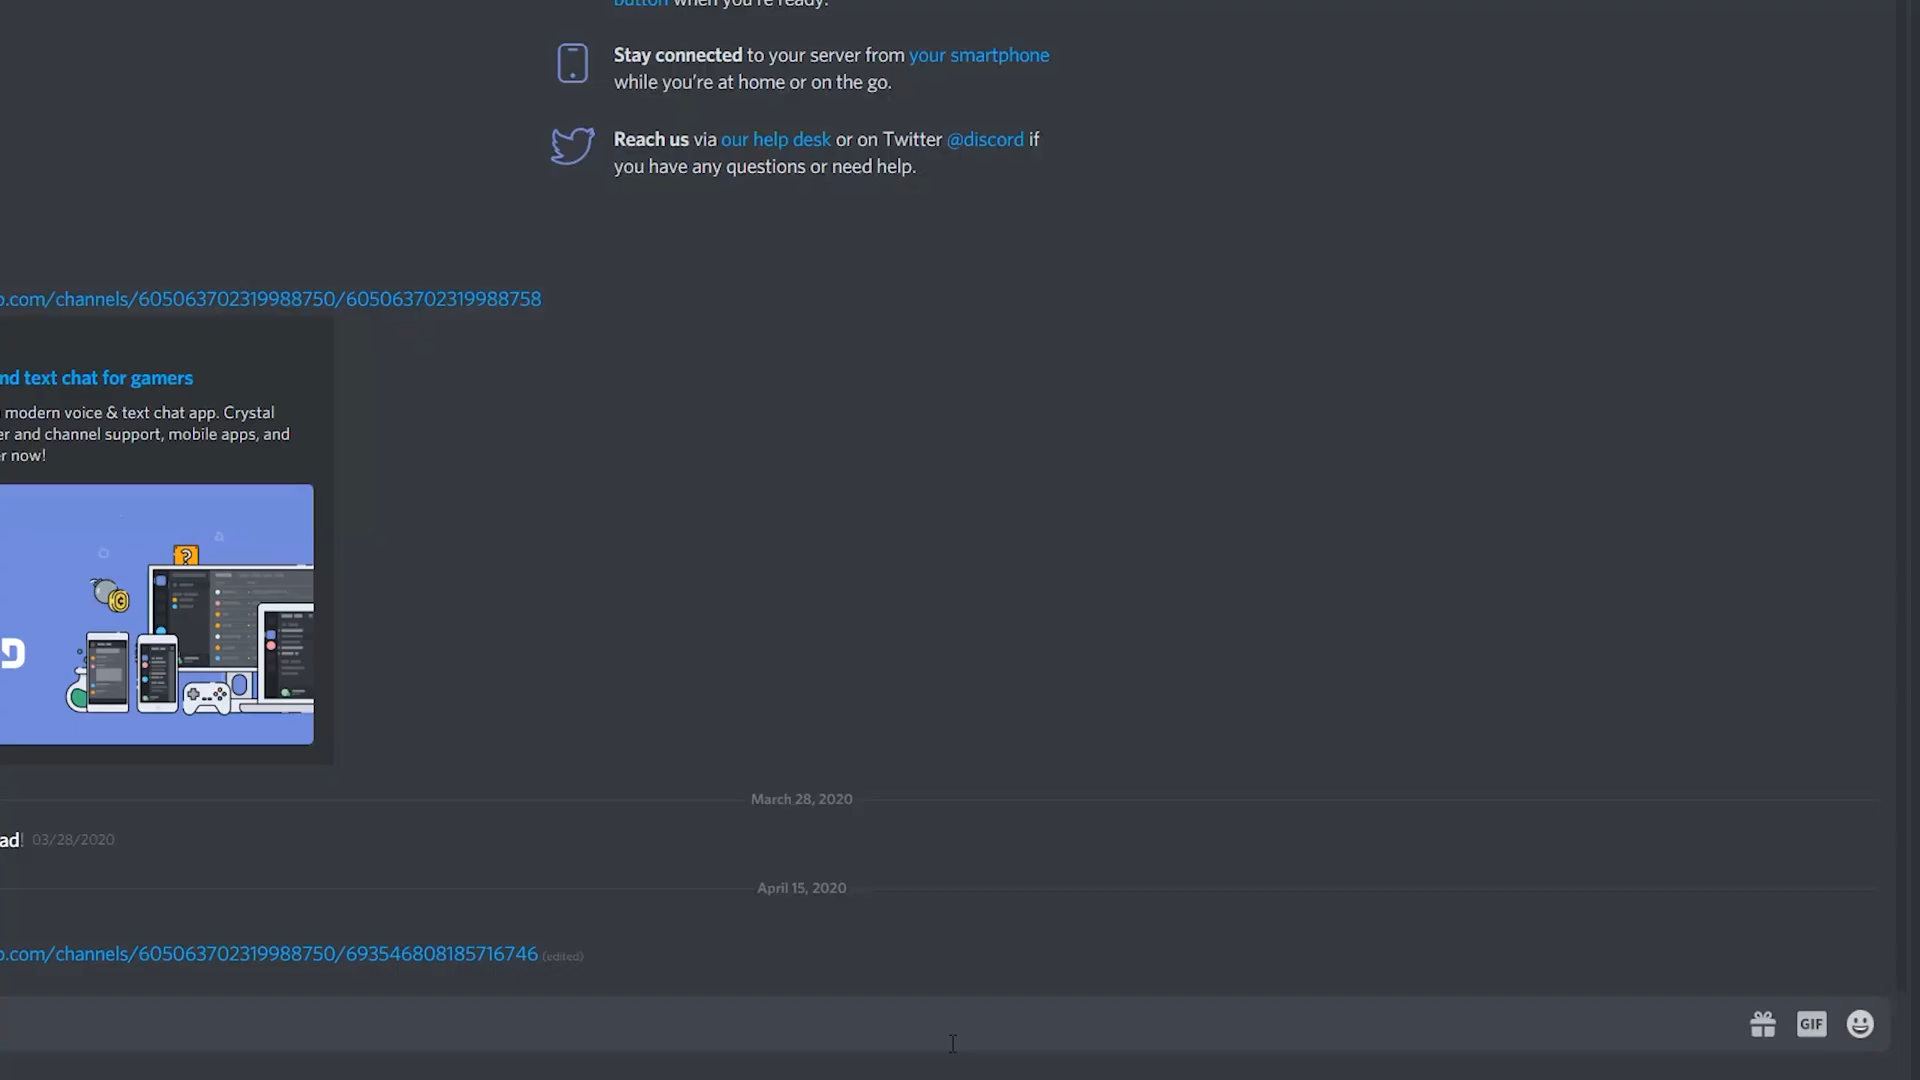 button when you're ready.
Stay connected to your server from your smartphone
while you're at home or on the go.
Reach us via our help desk or on Twitter @discord if
you have any questions or need help.
.com/channels/605063702319988750/605063702319988758
nd text chat for gamers
modern voice & text chat app. Crystal
er and channel support, mobile apps, and
r now!
D
March 28, 2020
ad! 03/28/2020
April 15, 2020
.com/channels/605063702319988750/693546808185716746 (edited)
GIF